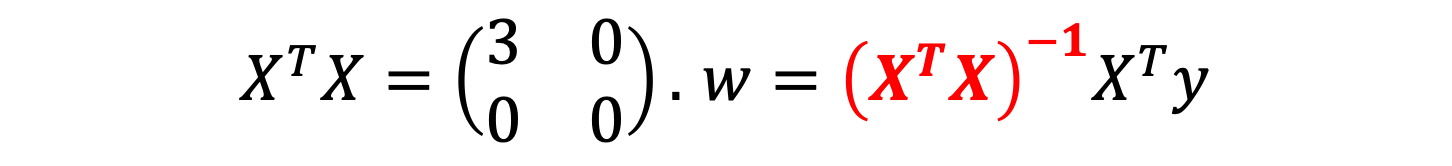 X^T X = (3 0
0 0). w = (X^T X)^{-1} X^T y